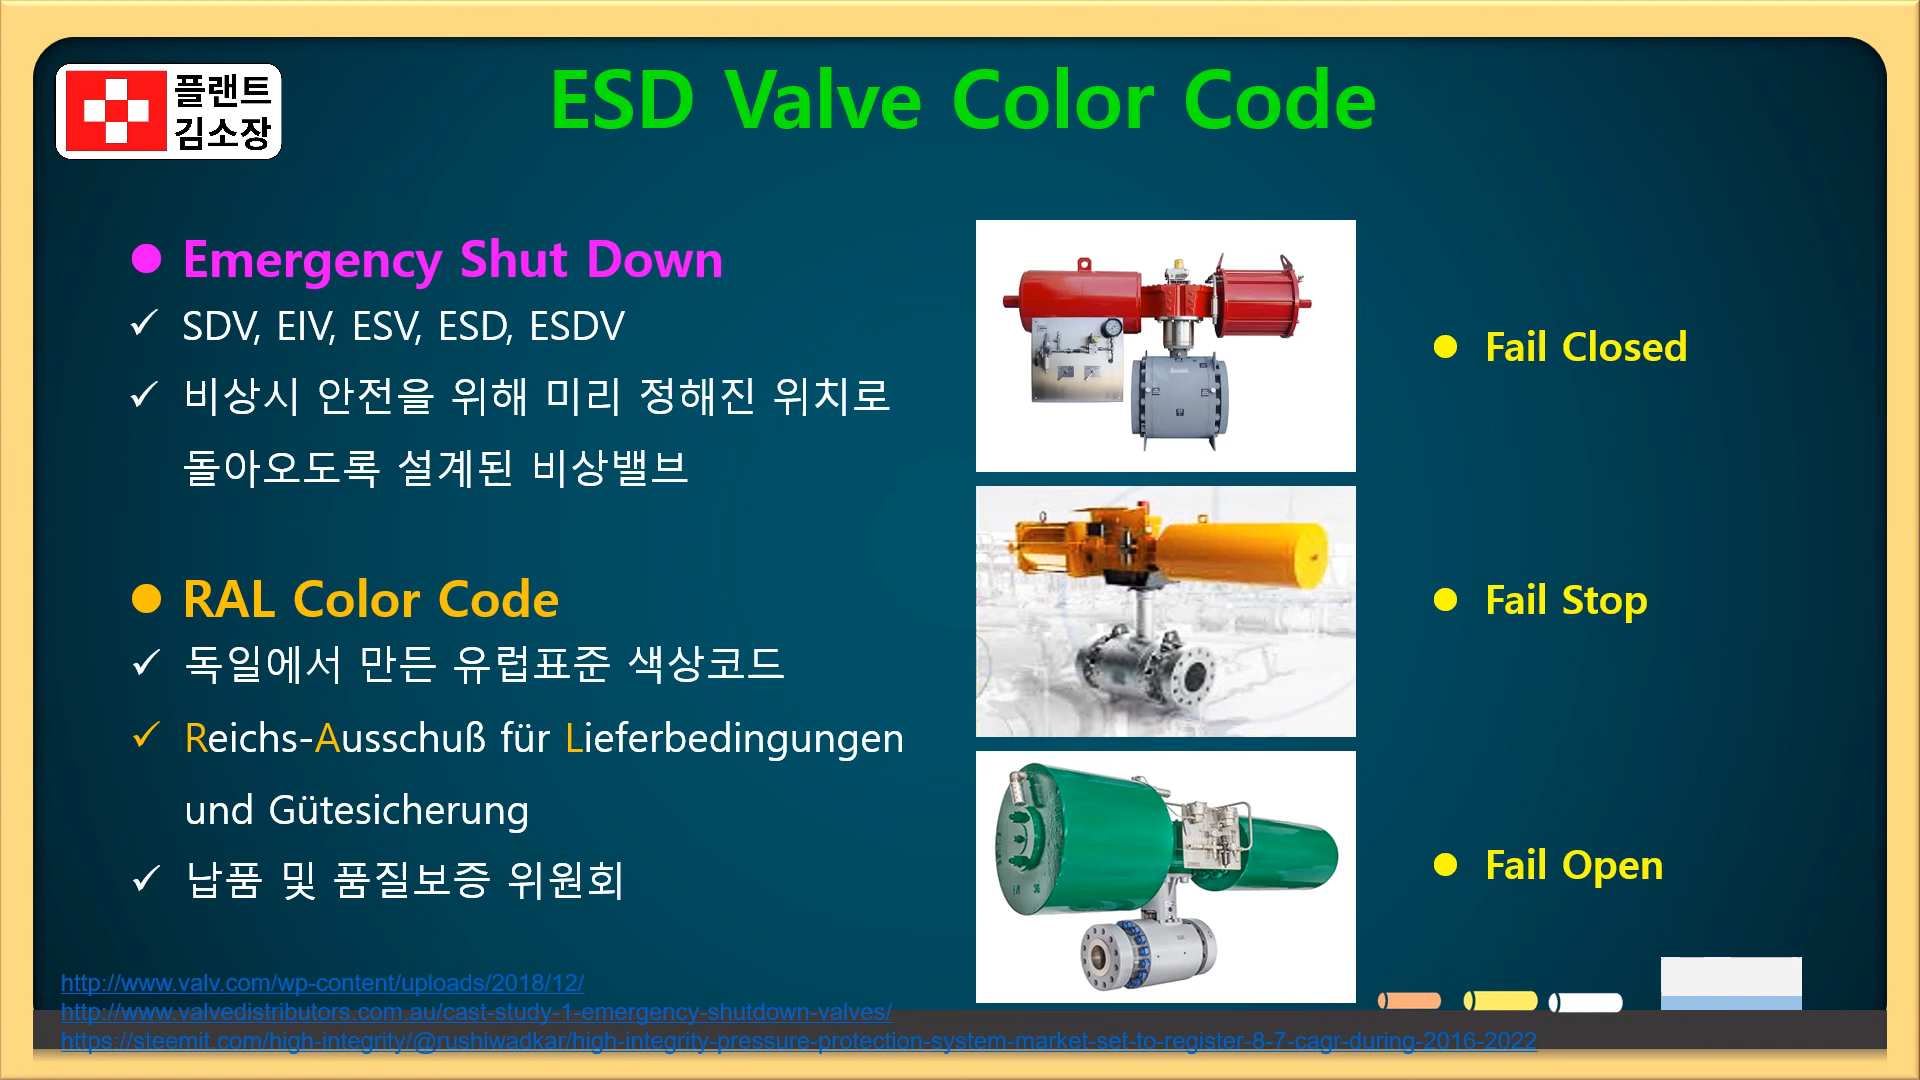 플랜트
김소장
ESD Valve Color Code
Emergency Shut Down
SDV, EIV, ESV, ESD, ESDV
비상시 안전을 위해 미리 정해진 위치로
돌아오도록 설계된 비상밸브
RAL Color Code
독일에서 만든 유럽표준 색상코드
Reichs-Ausschuß für Lieferbedingungen
und Gütesicherung
납품 및 품질보증 위원회
Fail Closed
Fail Stop
Fail Open
http://www.valv.com/wp-content/uploads/2018/12/
http://www.valvedistributors.com.au/cast-study-1-emergency-shutdown-valves/
https://steemit.com/high-integrity/@rushiwadkar/high-integrity-pressure-protection-system-market-set-to-register-8-7-cagr-during-2016-2022